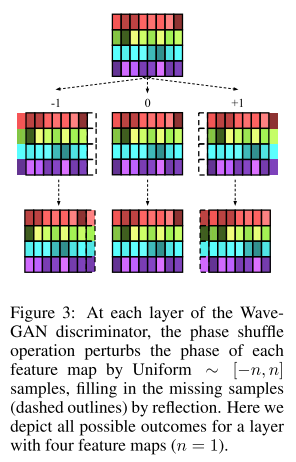 -1
0
+1
Figure 3: At each layer of the Wave-
GAN discriminator, the phase shuffle
operation perturbs the phase of each
feature map by Uniform ∼ [−n, n]
samples, filling in the missing samples
(dashed outlines) by reflection. Here we
depict all possible outcomes for a layer
with four feature maps (n = 1).